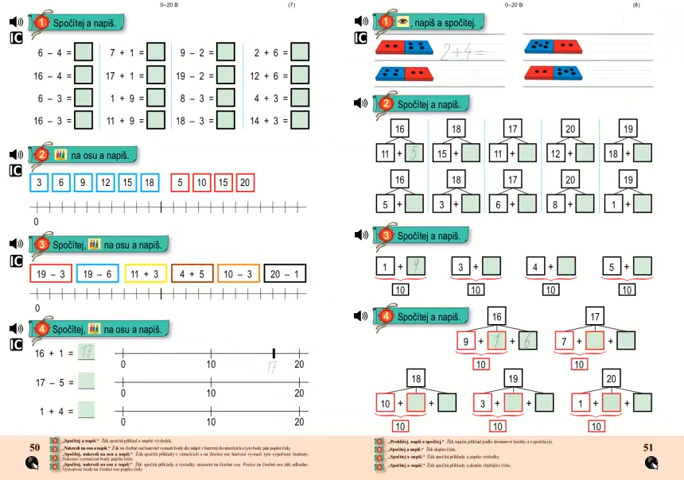 0–20 B (7)
1 Spočítej a napiš.
6 – 4 = 7 + 1 = 9 – 2 = 2 + 6 =
16 – 4 = 17 + 1 = 19 – 2 = 12 + 6 =
6 – 3 = 1 + 9 = 8 – 3 = 4 + 3 =
16 – 3 = 11 + 9 = 18 – 3 = 14 + 3 =
2 na osu a napiš.
3 6 9 12 15 18 5 10 15 20
0
3 Spočítej, na osu a napiš.
19 – 3 19 – 6 11 + 3 4 + 5 10 – 3 20 – 1
0
4 Spočítej, na osu a napiš.
16 + 1 = 17 0 10 20
17
17 – 5 = 0 10 20
1 + 4 = 0 10 20
50
0–20 B (8)
1 , napiš a spočítej.
2+4=
2 Spočítej a napiš.
16 18 17 20 19
11 + 5 15 + 11 + 12 + 18 +
16 18 17 20 19
5 + 3 + 6 + 8 + 1 +
3 Spočítej a napiš.
1 + 9 3 + 4 + 5 +
10 10 10 10
4 Spočítej a napiš.
16 17
9 + 1 + 6 7 + +
10 10
18 19 20
10 + + 3 + + 1 + +
10 10 10
51